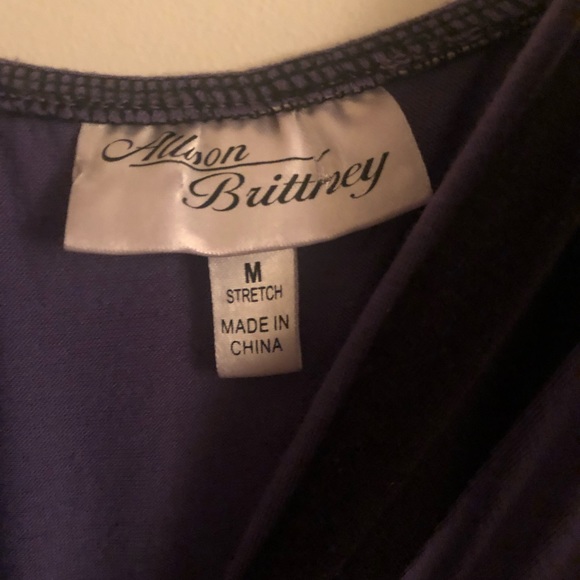 Allison
Brittney
M
STRETCH
MADE IN
CHINA